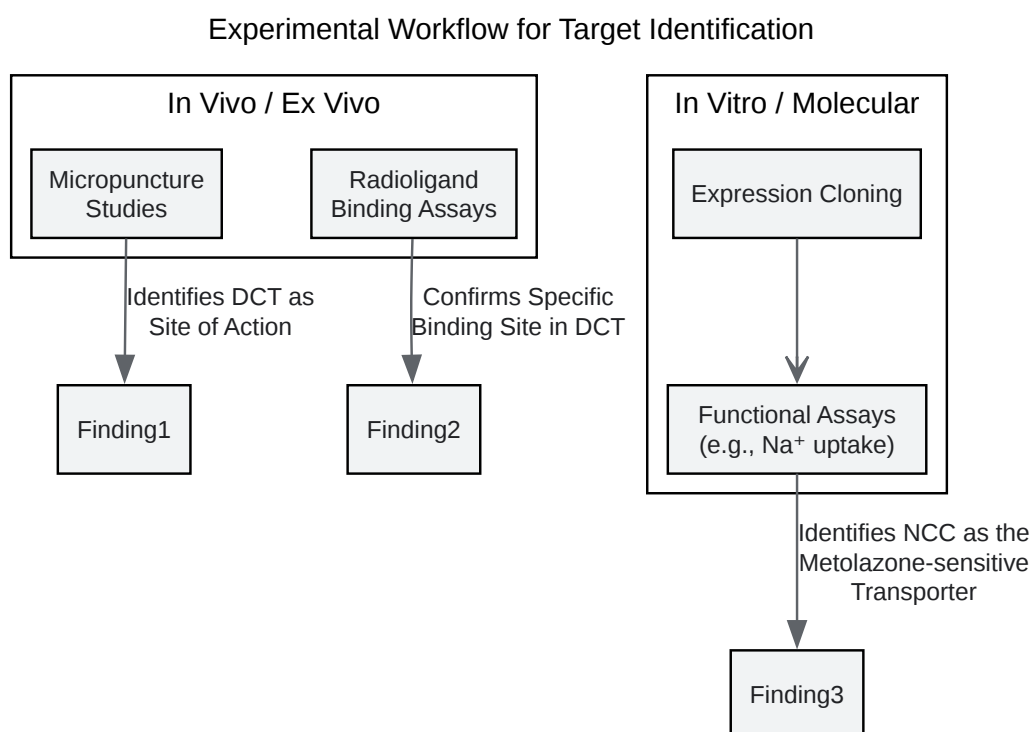 Experimental Workflow for Target Identification
In Vivo / Ex Vivo
Micropuncture
Studies
Radioligand
Binding Assays
Identifies DCT as
Site of Action
Confirms Specific
Binding Site in DCT
Finding1
Finding2
In Vitro / Molecular
Expression Cloning
Functional Assays
(e.g., Na⁺ uptake)
Identifies NCC as the
Metolazone-sensitive
Transporter
Finding3